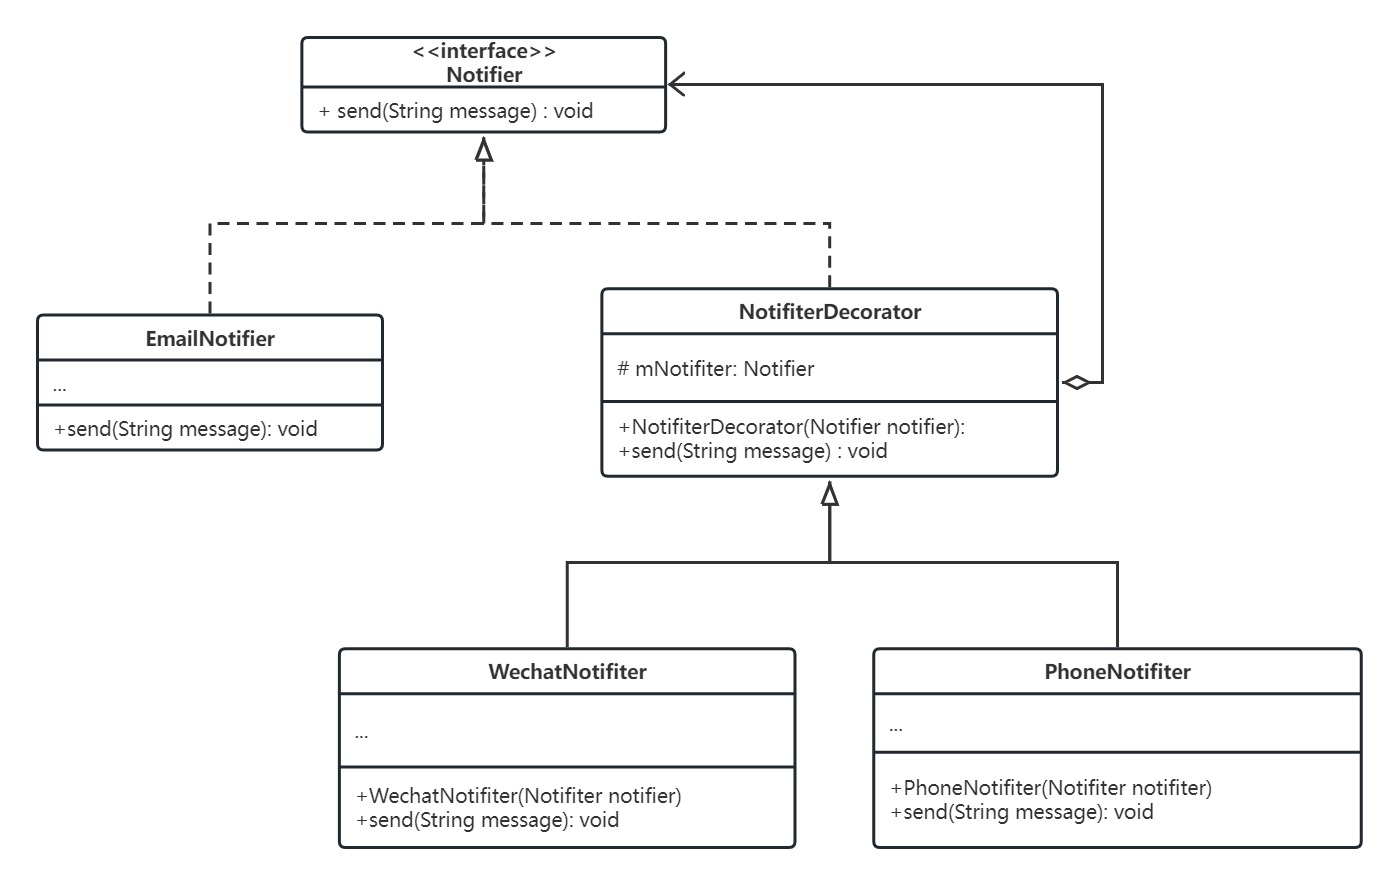 <<interface>>
Notifier
+ send(String message) : void
EmailNotifier
...
+send(String message): void
NotifiterDecorator
# mNotifiter: Notifier
+NotifiterDecorator(Notifier notifier):
+send(String message) : void
WechatNotifiter
...
+WechatNotifiter(Notifiter notifier)
+send(String message): void
PhoneNotifiter
...
+PhoneNotifiter(Notifiter notifiter)
+send(String message): void